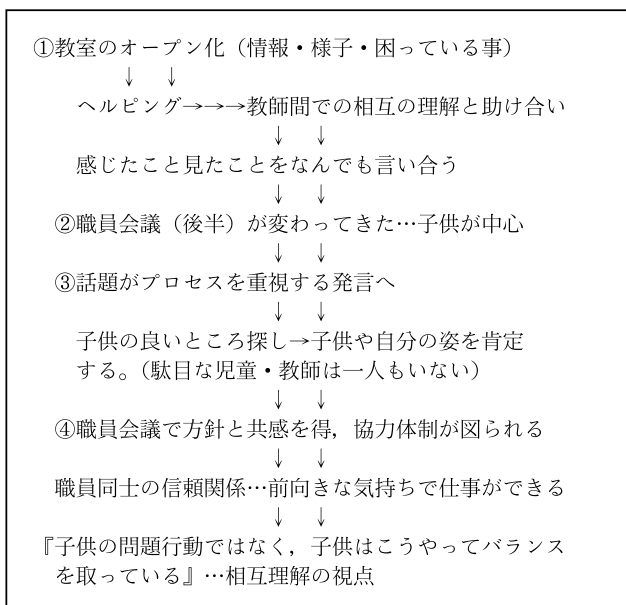 ①教室のオープン化（情報・様子・困っている事）
↓ ↓
ヘルピング→→→教師間での相互の理解と助け合い
↓ ↓
感じたこと見たことをなんでも言い合う
↓ ↓
②職員会議（後半）が変わってきた…子供が中心
↓ ↓
③話題がプロセスを重視する発言へ
↓ ↓
子供の良いところ探し→子供や自分の姿を肯定
する。（駄目な児童・教師は一人もいない）
↓ ↓
④職員会議で方針と共感を得，協力体制が図られる
↓ ↓
職員同士の信頼関係…前向きな気持ちで仕事ができる
↓ ↓
『子供の問題行動ではなく，子供はこうやってバランス
を取っている』…相互理解の視点